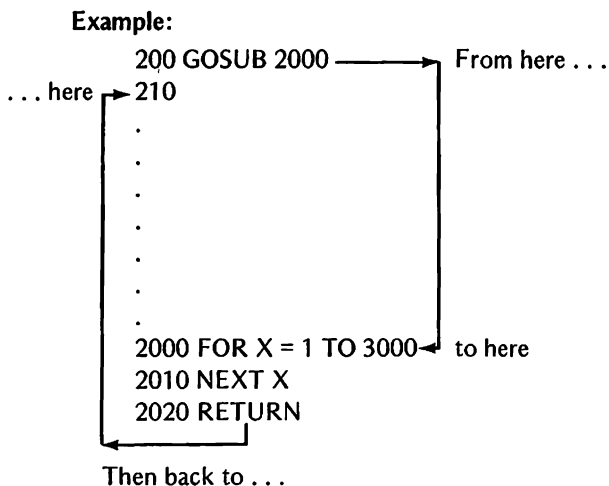 Example:
200 GOSUB 2000 From here . . .
. . . here 210
.
.
.
.
.
.
.
2000 FOR X = 1 TO 3000 to here
2010 NEXT X
2020 RETURN
Then back to . . .